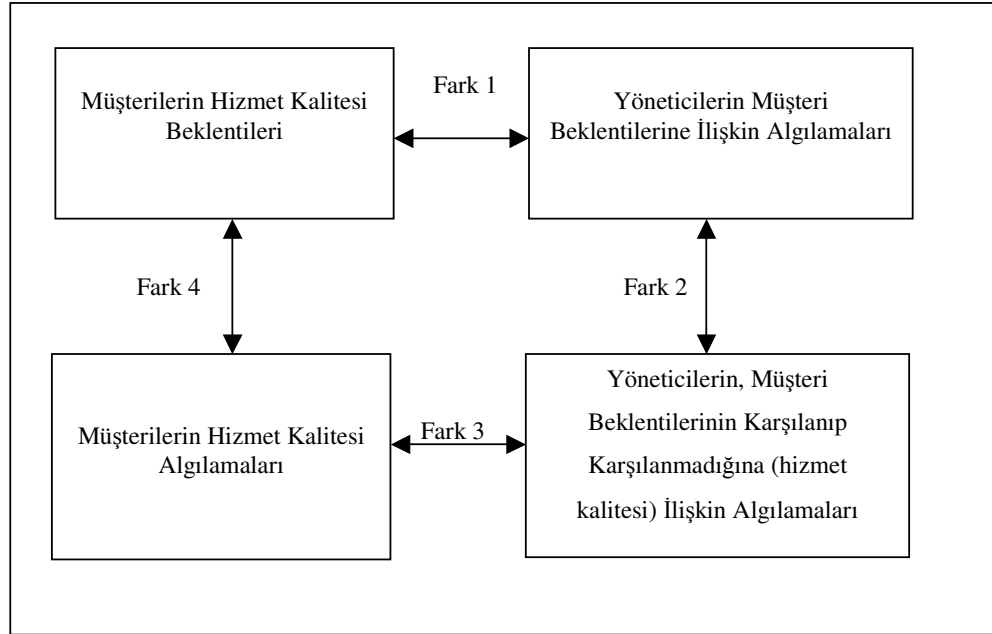 Müşterilerin Hizmet Kalitesi
Beklentileri
Fark 1
Yöneticilerin Müşteri
Beklentilerine İlişkin Algılamaları
Fark 4
Fark 2
Müşterilerin Hizmet Kalitesi
Algılamaları
Fark 3
Yöneticilerin, Müşteri
Beklentilerinin Karşılanıp
Karşılanmadığına (hizmet
kalitesi) İlişkin Algılamaları